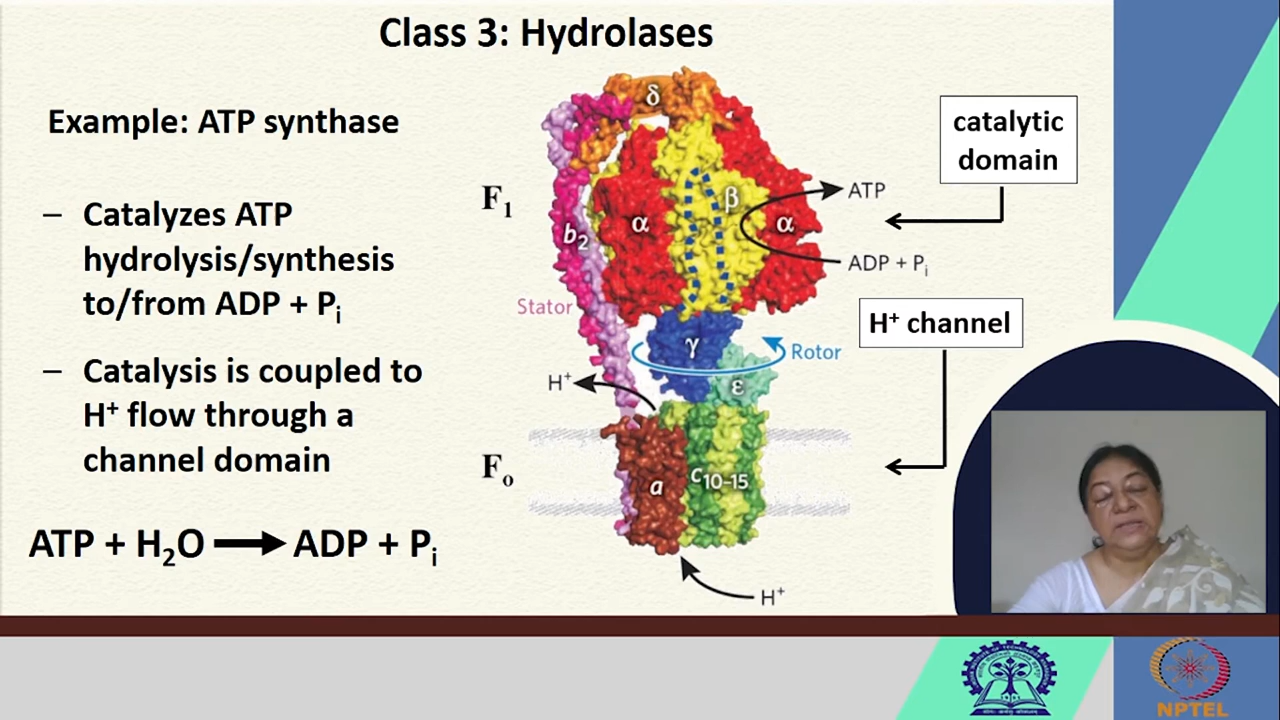 Class 3: Hydrolases
Example: ATP synthase
– Catalyzes ATP
hydrolysis/synthesis
to/from ADP + Pᵢ
– Catalysis is coupled to
H⁺ flow through a
channel domain
ATP + H₂O → ADP + Pᵢ
δ
F₁
b₂
α
β
α
ATP
ADP + Pᵢ
catalytic
domain
Stator
γ
Rotor
H⁺ channel
H⁺
ε
Fₒ
a
c₁₀₋₁₅
H⁺
NPTEL